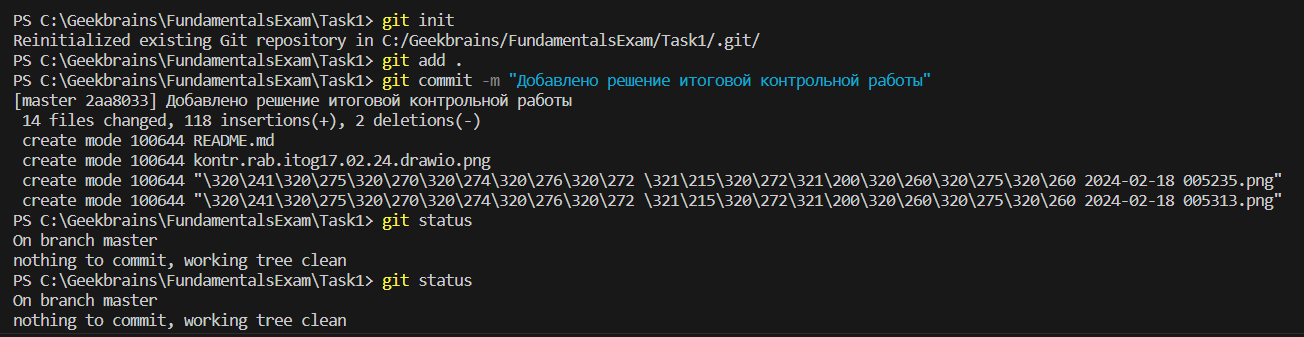 PS C:\Geekbrains\FundamentalsExam\Task1> git init
Reinitialized existing Git repository in C:/Geekbrains/FundamentalsExam/Task1/.git/
PS C:\Geekbrains\FundamentalsExam\Task1> git add .
PS C:\Geekbrains\FundamentalsExam\Task1> git commit -m "Добавлено решение итоговой контрольной работы"
[master 2aa8033] Добавлено решение итоговой контрольной работы
 14 files changed, 118 insertions(+), 2 deletions(-)
 create mode 100644 README.md
 create mode 100644 kontr.rab.itog17.02.24.drawio.png
 create mode 100644 "\320\241\320\275\320\270\320\274\320\276\320\272 \321\215\320\272\321\200\320\260\320\275\320\260 2024-02-18 005235.png"
 create mode 100644 "\320\241\320\275\320\270\320\274\320\276\320\272 \321\215\320\272\321\200\320\260\320\275\320\260 2024-02-18 005313.png"
PS C:\Geekbrains\FundamentalsExam\Task1> git status
On branch master
nothing to commit, working tree clean
PS C:\Geekbrains\FundamentalsExam\Task1> git status
On branch master
nothing to commit, working tree clean